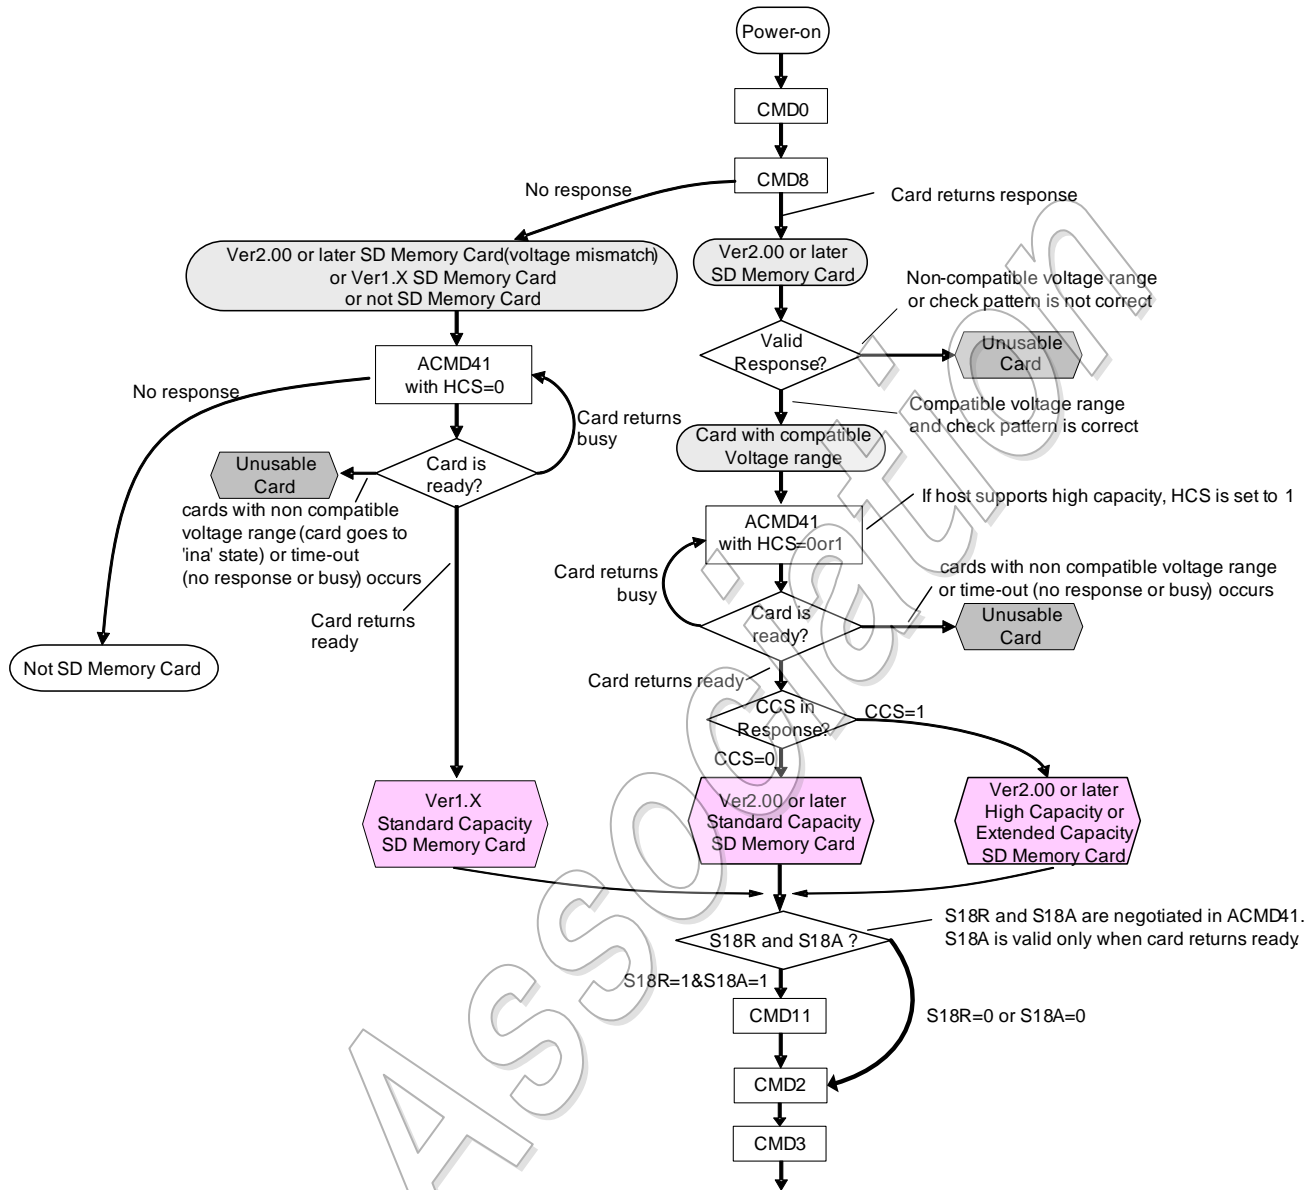 Power-on
CMD0
CMD8
No response
Card returns response
Ver2.00 or later SD Memory Card(voltage mismatch)
or Ver1.X SD Memory Card
or not SD Memory Card
Ver2.00 or later
SD Memory Card
Non-compatible voltage range
or check pattern is not correct
Valid
Response?
Unusable
Card
ACMD41
with HCS=0
No response
Card returns
busy
Compatible voltage range
and check pattern is correct
Card with compatible
Voltage range
Card is
ready?
Unusable
Card
cards with non compatible
voltage range (card goes to
'ina' state) or time-out
(no response or busy) occurs
If host supports high capacity, HCS is set to 1
ACMD41
with HCS=0or1
Card returns
busy
cards with non compatible voltage range
or time-out (no response or busy) occurs
Card is
ready?
Unusable
Card
Card returns
ready
Not SD Memory Card
Card returns ready
CCS in
Response?
CCS=1
CCS=0
Ver1.X
Standard Capacity
SD Memory Card
Ver2.00 or later
Standard Capacity
SD Memory Card
Ver2.00 or later
High Capacity or
Extended Capacity
SD Memory Card
S18R and S18A ?
S18R and S18A are negotiated in ACMD41.
S18A is valid only when card returns ready.
S18R=1&S18A=1
CMD11
S18R=0 or S18A=0
CMD2
CMD3
Association